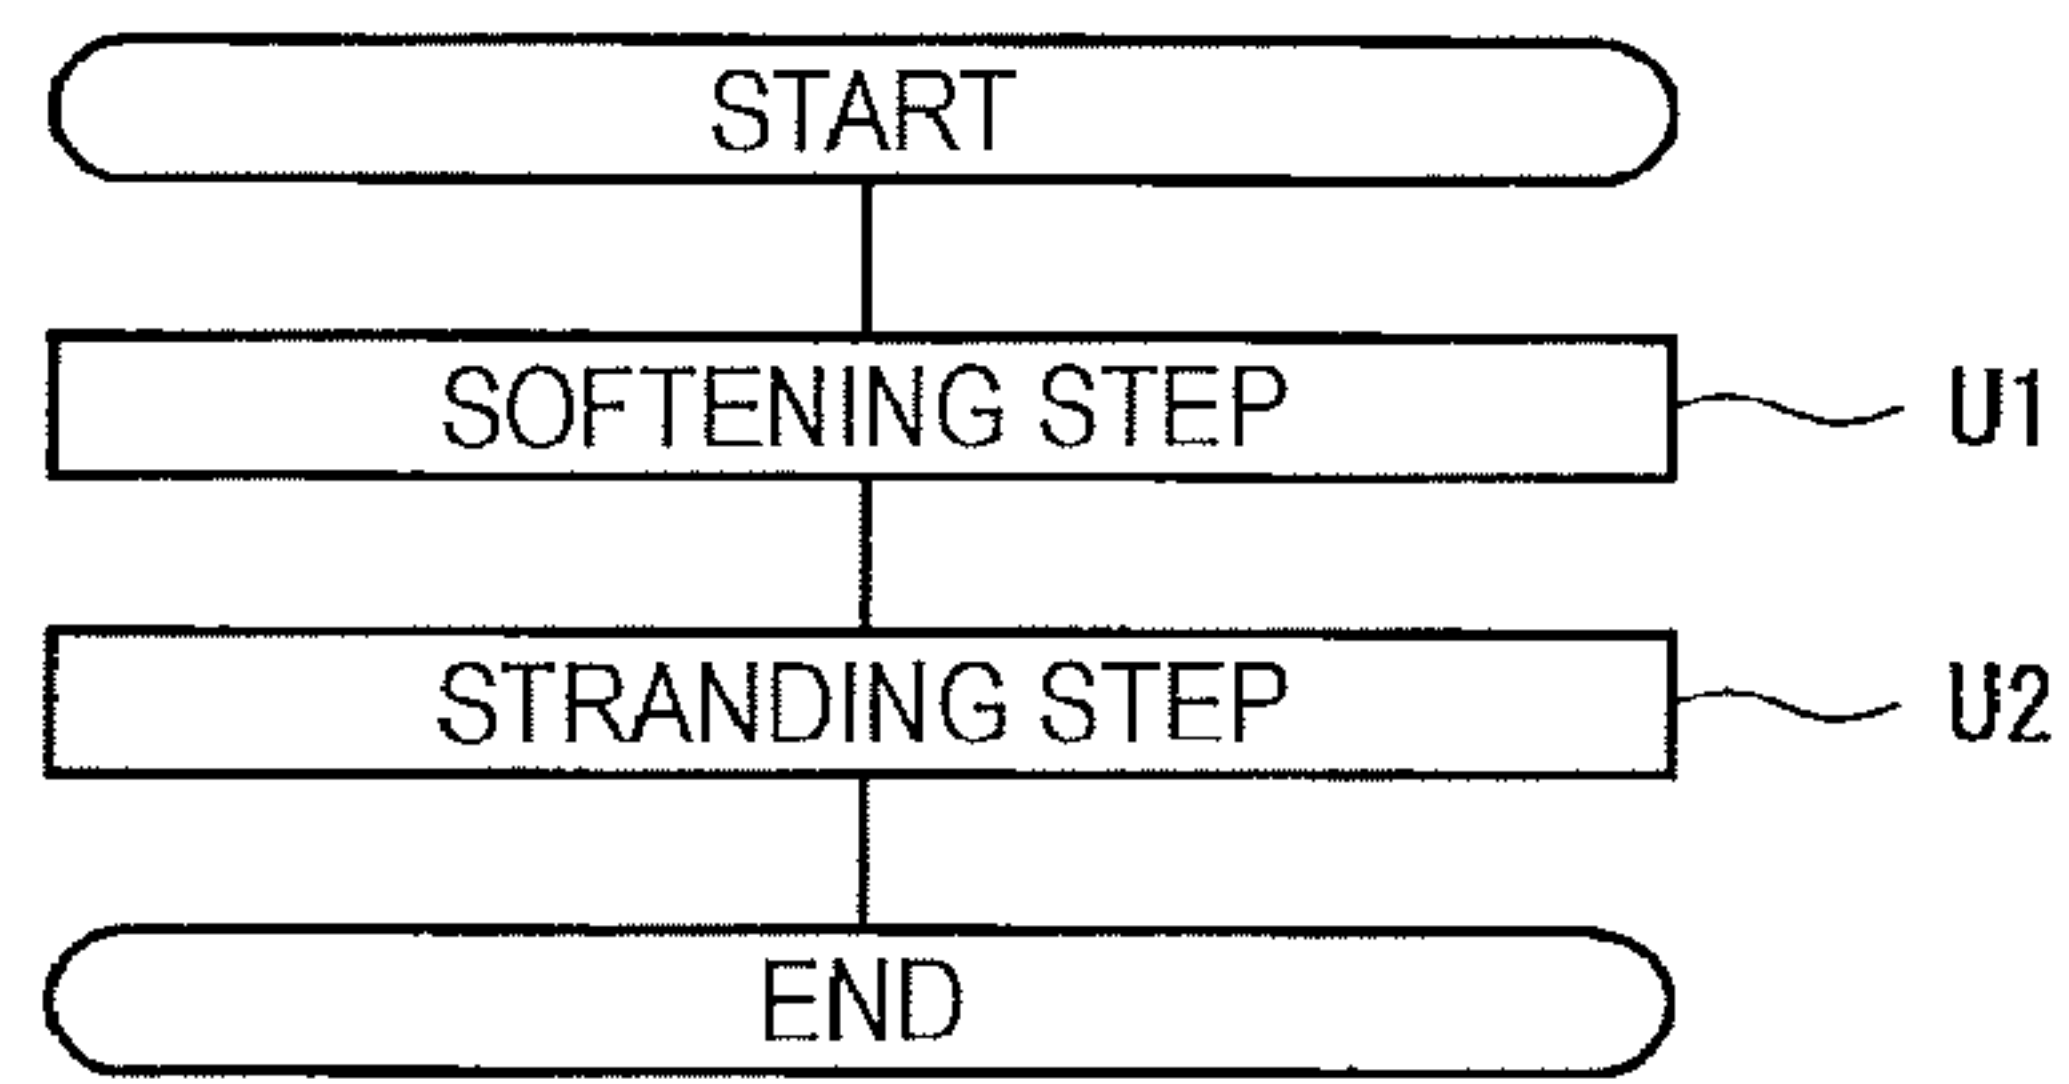 START
SOFTENING STEP U1
STRANDING STEP U2
END